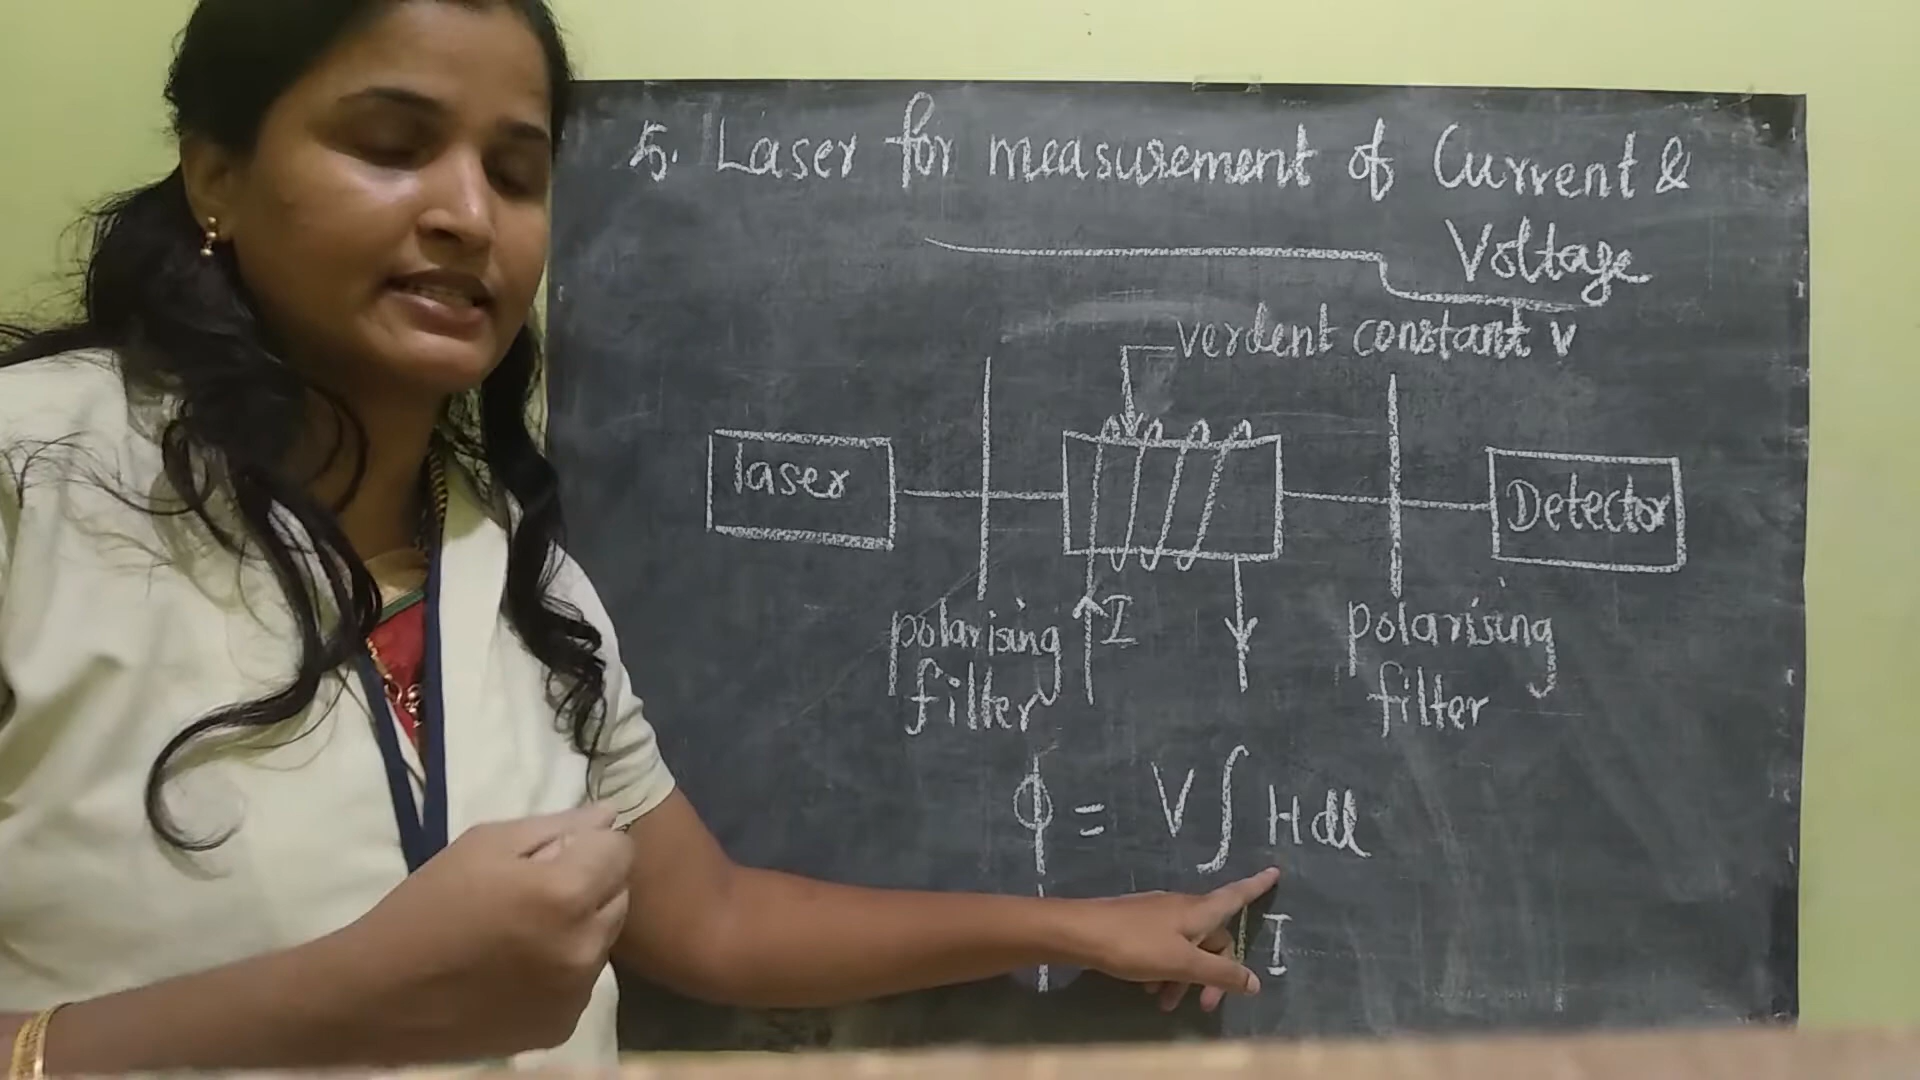 5. Laser for measurement of Current &
Voltage
verdent constant v
laser
Detector
I
polarising
filter
polarising
filter
ϕ = V ∫ H dl
I